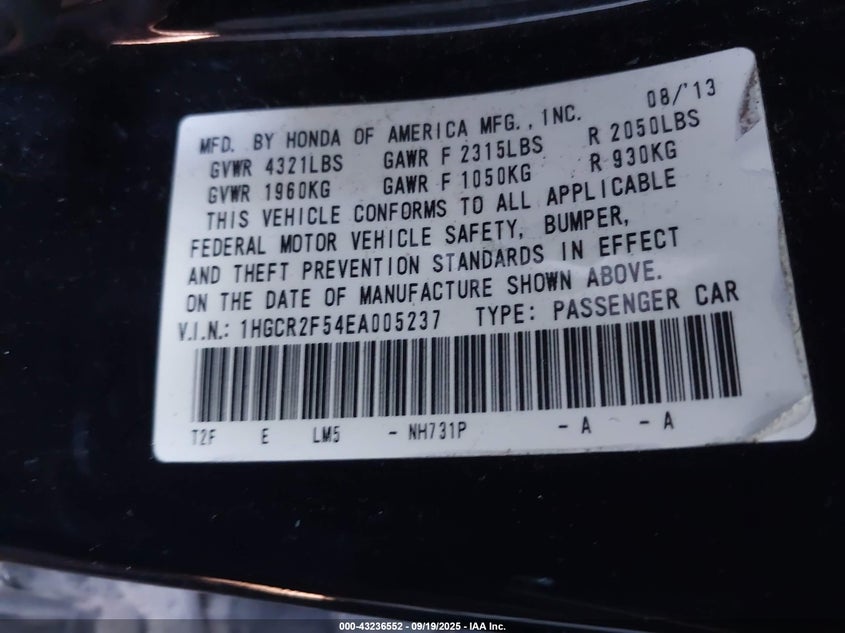 08/'13
MFD. BY HONDA OF AMERICA MFG., INC.
GVWR 4321LBS GAWR F 2315LBS R 2050LBS
GVWR 1960KG GAWR F 1050KG R 930KG
THIS VEHICLE CONFORMS TO ALL APPLICABLE
FEDERAL MOTOR VEHICLE SAFETY, BUMPER,
AND THEFT PREVENTION STANDARDS IN EFFECT
ON THE DATE OF MANUFACTURE SHOWN ABOVE.
V.I.N.: 1HGCR2F54EA005237 TYPE: PASSENGER CAR
T2F E LM5 - NH731P - A - A
000-43236552 - 09/19/2025 - IAA Inc.